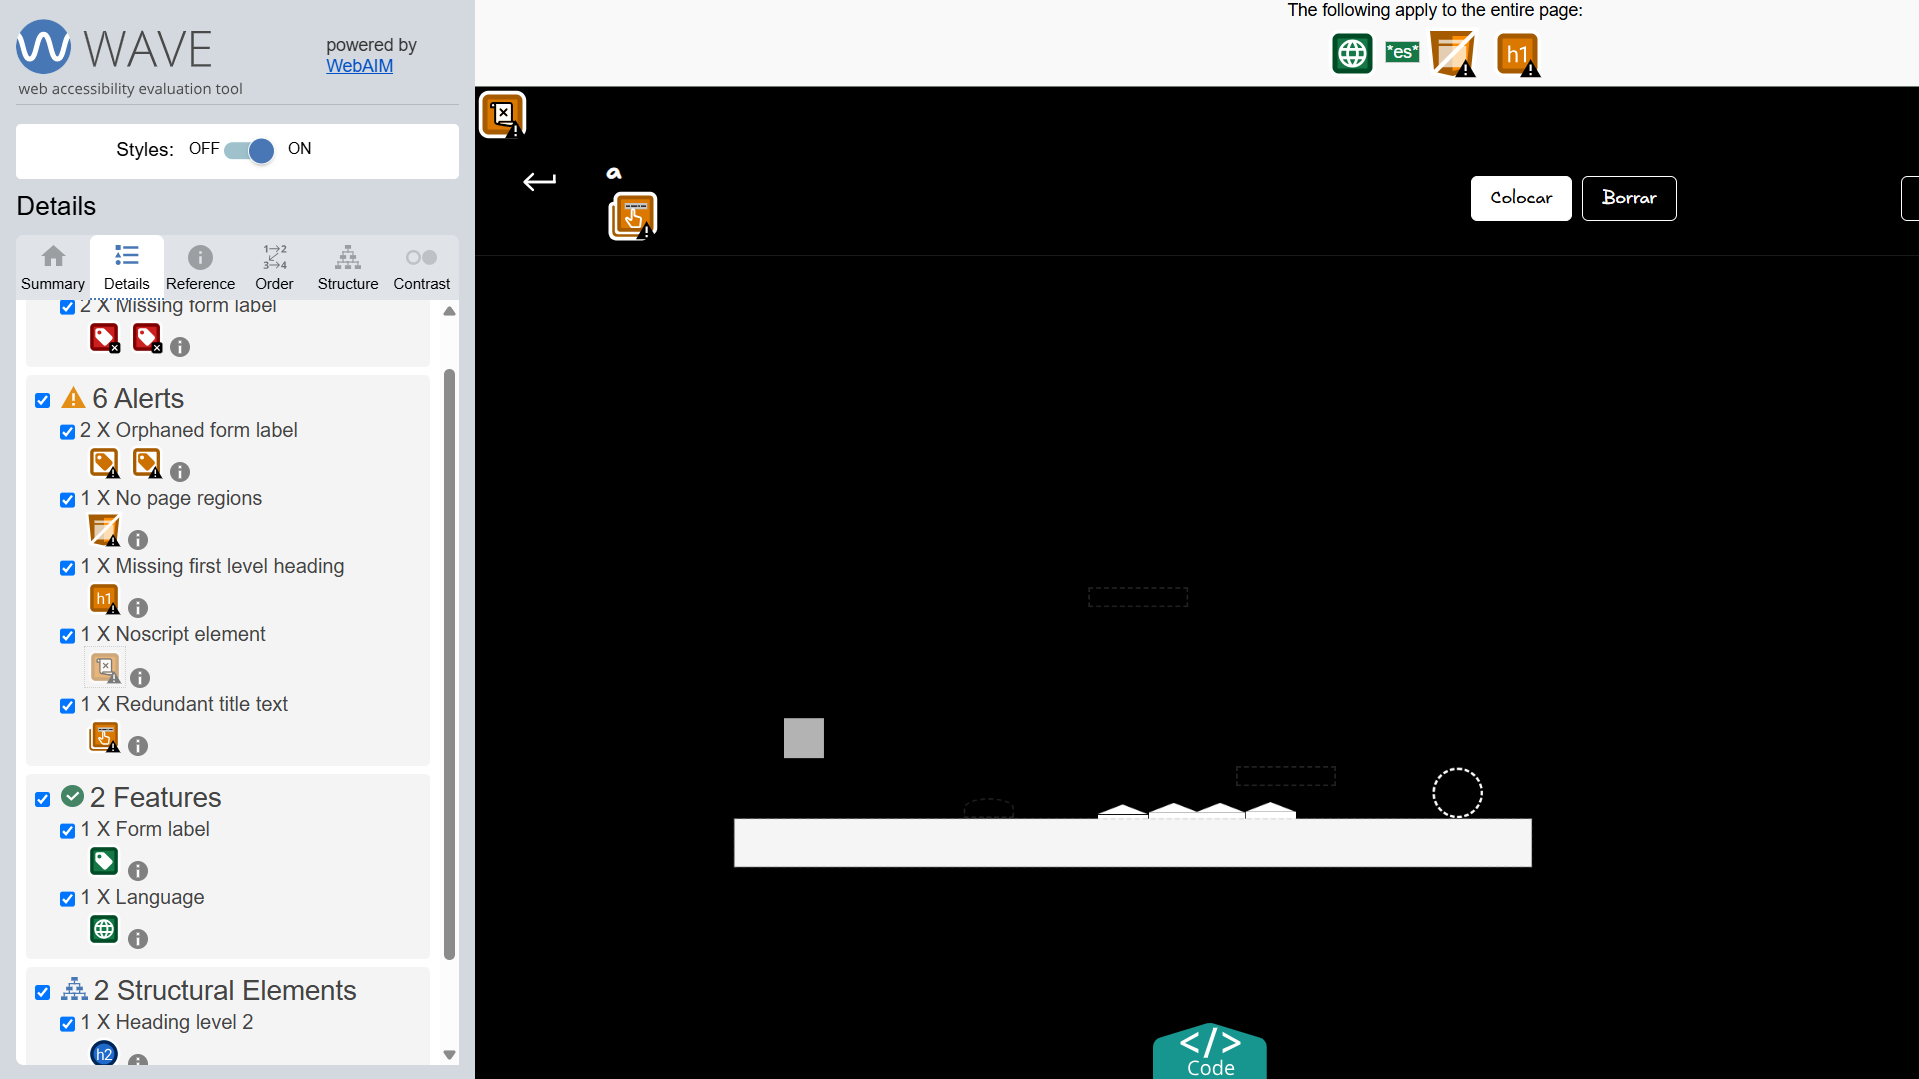 WAVE
web accessibility evaluation tool
powered by
WebAIM
Styles: OFF ON
Details
Summary
Details
Reference
Order
Structure
Contrast
2 X Missing form label
6 Alerts
2 X Orphaned form label
1 X No page regions
1 X Missing first level heading
h1
1 X Noscript element
1 X Redundant title text
2 Features
1 X Form label
1 X Language
2 Structural Elements
1 X Heading level 2
h2
The following apply to the entire page:
*es*
h1
a
Colocar
Borrar
</>
Code